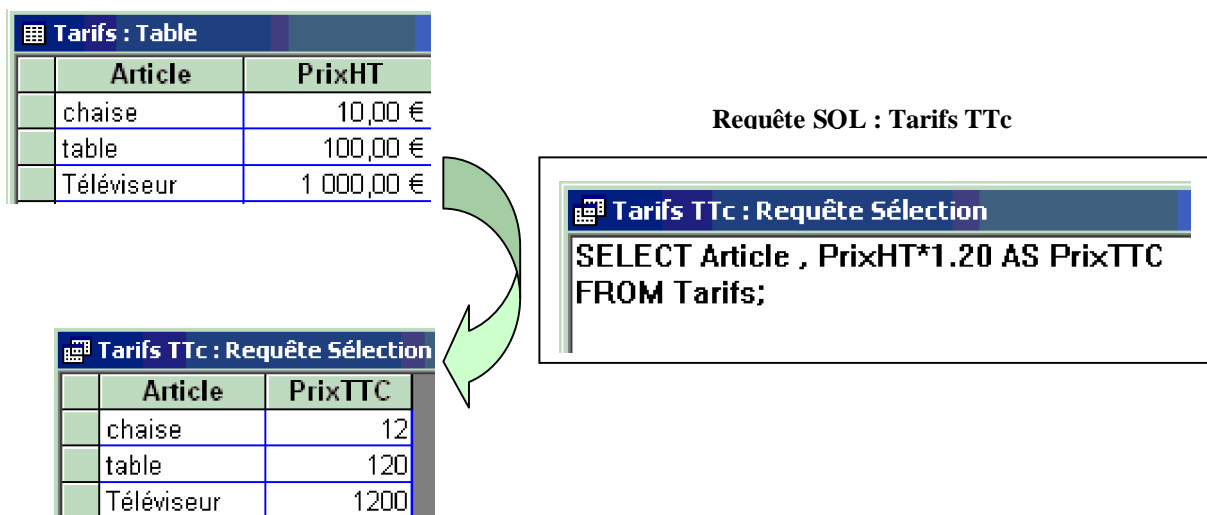 Tarifs : Table
Article PrixHT
chaise 10,00 €
table 100,00 €
Téléviseur 1 000,00 €
Requête SQL : Tarifs TTc
Tarifs TTc : Requête Sélection
SELECT Article , PrixHT*1.20 AS PrixTTC
FROM Tarifs;
Tarifs TTc : Requête Sélection
Article PrixTTC
chaise 12
table 120
Téléviseur 1200